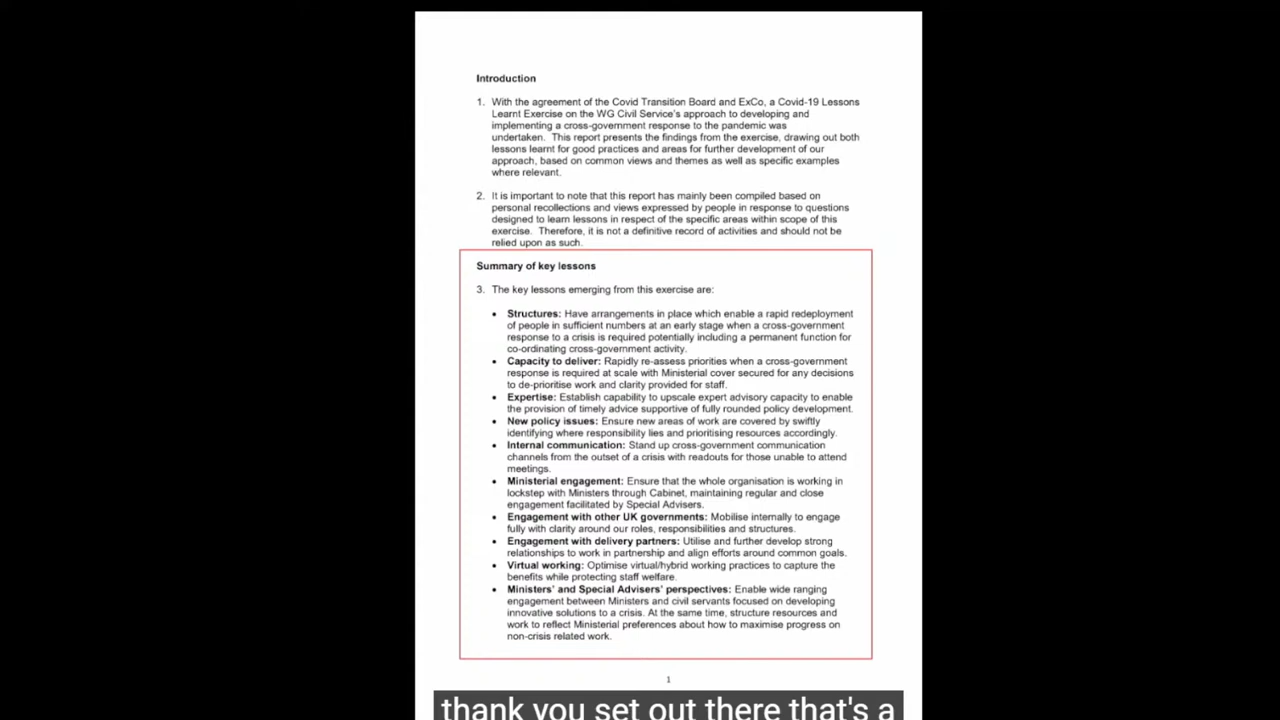 Introduction
1. With the agreement of the Covid Transition Board and ExCo, a Covid-19 Lessons
Learnt Exercise on the WG Civil Service's approach to developing and
implementing a cross-government response to the pandemic was
undertaken. This report presents the findings from the exercise, drawing out both
lessons learnt for good practices and areas for further development of our
approach, based on common views and themes as well as specific examples
where relevant.
2. It is important to note that this report has mainly been compiled based on
personal recollections and views expressed by people in response to questions
designed to learn lessons in respect of the specific areas within scope of this
exercise. Therefore, it is not a definitive record of activities and should not be
relied upon as such.
Summary of key lessons
3. The key lessons emerging from this exercise are:
• Structures: Have arrangements in place which enable a rapid redeployment
of people in sufficient numbers at an early stage when a cross-government
response to a crisis is required potentially including a permanent function for
co-ordinating cross-government activity.
• Capacity to deliver: Rapidly re-assess priorities when a cross-government
response is required at scale with Ministerial cover secured for any decisions
to de-prioritise work and clarity provided for staff.
• Expertise: Establish capability to upscale expert advisory capacity to enable
the provision of timely advice supportive of fully rounded policy development.
• New policy issues: Ensure new areas of work are covered by swiftly
identifying where responsibility lies and prioritising resources accordingly.
• Internal communication: Stand up cross-government communication
channels from the outset of a crisis with readouts for those unable to attend
meetings.
• Ministerial engagement: Ensure that the whole organisation is working in
lockstep with Ministers through Cabinet, maintaining regular and close
engagement facilitated by Special Advisers.
• Engagement with other UK governments: Mobilise internally to engage
fully with clarity around our roles, responsibilities and structures.
• Engagement with delivery partners: Utilise and further develop strong
relationships to work in partnership and align efforts around common goals.
• Virtual working: Optimise virtual/hybrid working practices to capture the
benefits while protecting staff welfare.
• Ministers' and Special Advisers' perspectives: Enable wide ranging
engagement between Ministers and civil servants focused on developing
innovative solutions to a crisis. At the same time, structure resources and
work to reflect Ministerial preferences about how to maximise progress on
non-crisis related work.
1
thank you set out there that's a